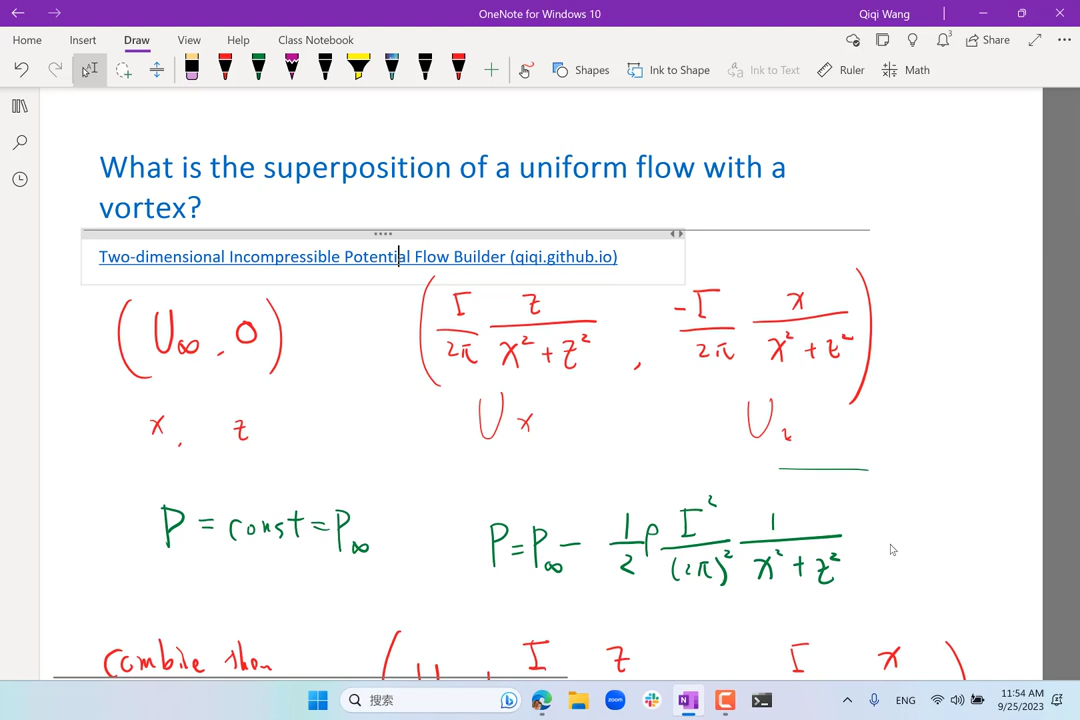 OneNote for Windows 10
Qiqi Wang
Home Insert Draw View Help Class Notebook
Share
Shapes Ink to Shape Ink to Text Ruler Math
What is the superposition of a uniform flow with a
vortex?
Two-dimensional Incompressible Potential Flow Builder (qiqi.github.io)
(U∞, 0) (I/2π z/(x²+z²), -I/2π x/(x²+z²))
x, z Ux Uz
P = const = P∞ P = P∞ - 1/2 ρ I²/(2π)² 1/(x²+z²)
Combine them ( I z I x )
搜索
ENG
11:54 AM
9/25/2023